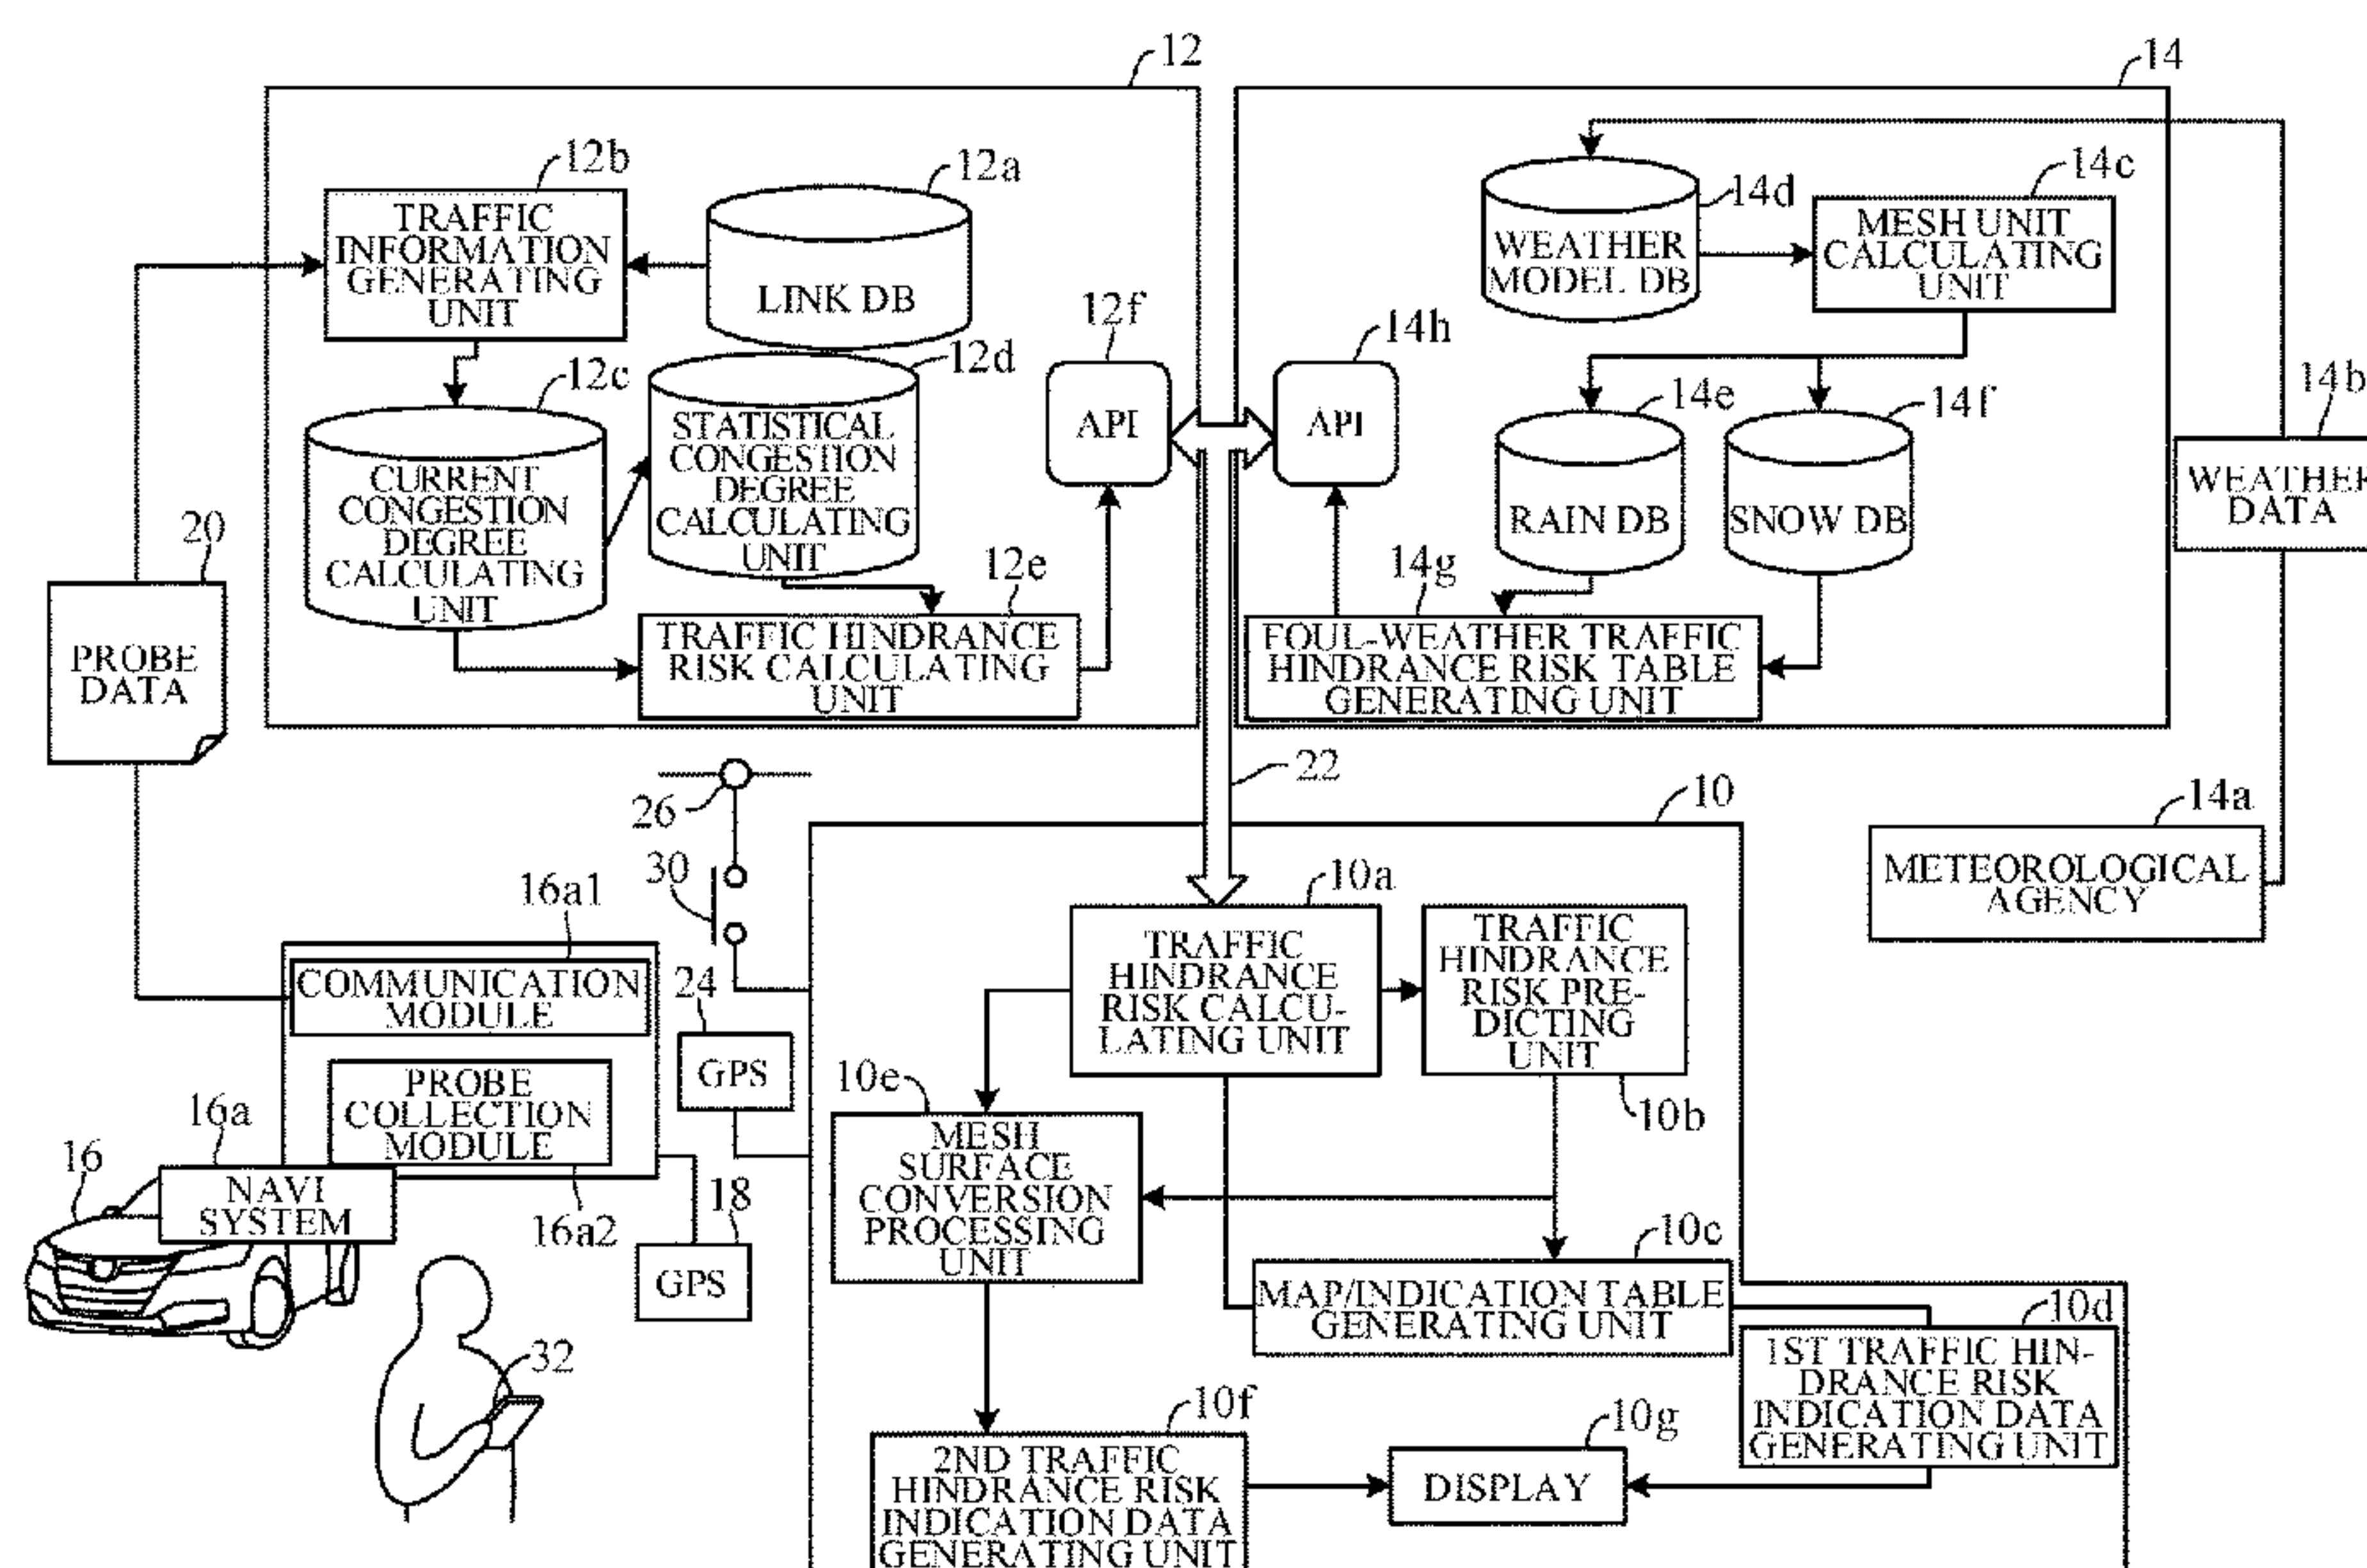 12
14
12b
12a
TRAFFIC
INFORMATION
GENERATING
UNIT
LINK DB
12c
12d
12f
CURRENT
CONGESTION
DEGREE
CALCULATING
UNIT
STATISTICAL
CONGESTION
DEGREE
CALCULATING
UNIT
API
12e
TRAFFIC HINDRANCE
RISK CALCULATING
UNIT
14d
14c
WEATHER
MODEL DB
MESH UNIT
CALCULATING
UNIT
14h
API
14e
14f
RAIN DB
SNOW DB
14g
FOUL-WEATHER TRAFFIC
HINDRANCE RISK TABLE
GENERATING UNIT
14b
WEATHER
DATA
14a
METEOROLOGICAL
AGENCY
20
PROBE
DATA
22
26
30
24
GPS
16a1
COMMUNICATION
MODULE
PROBE
COLLECTION
MODULE
16a
16
NAVI
SYSTEM
16a2
18
GPS
32
10
10a
TRAFFIC
HINDRANCE
RISK CALCU-
LATING UNIT
TRAFFIC
HINDRANCE
RISK PRE-
DICTING
UNIT
10b
10e
MESH
SURFACE
CONVERSION
PROCESSING
UNIT
10c
MAP/INDICATION TABLE
GENERATING UNIT
10d
1ST TRAFFIC HIN-
DRANCE RISK
INDICATION DATA
GENERATING UNIT
10f
2ND TRAFFIC
HINDRANCE RISK
INDICATION DATA
GENERATING UNIT
10g
DISPLAY